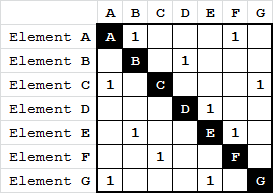 A B C D E F G
Element A A 1 1
Element B B 1
Element C 1 C 1
Element D D 1
Element E 1 E 1
Element F 1 F
Element G 1 1 G